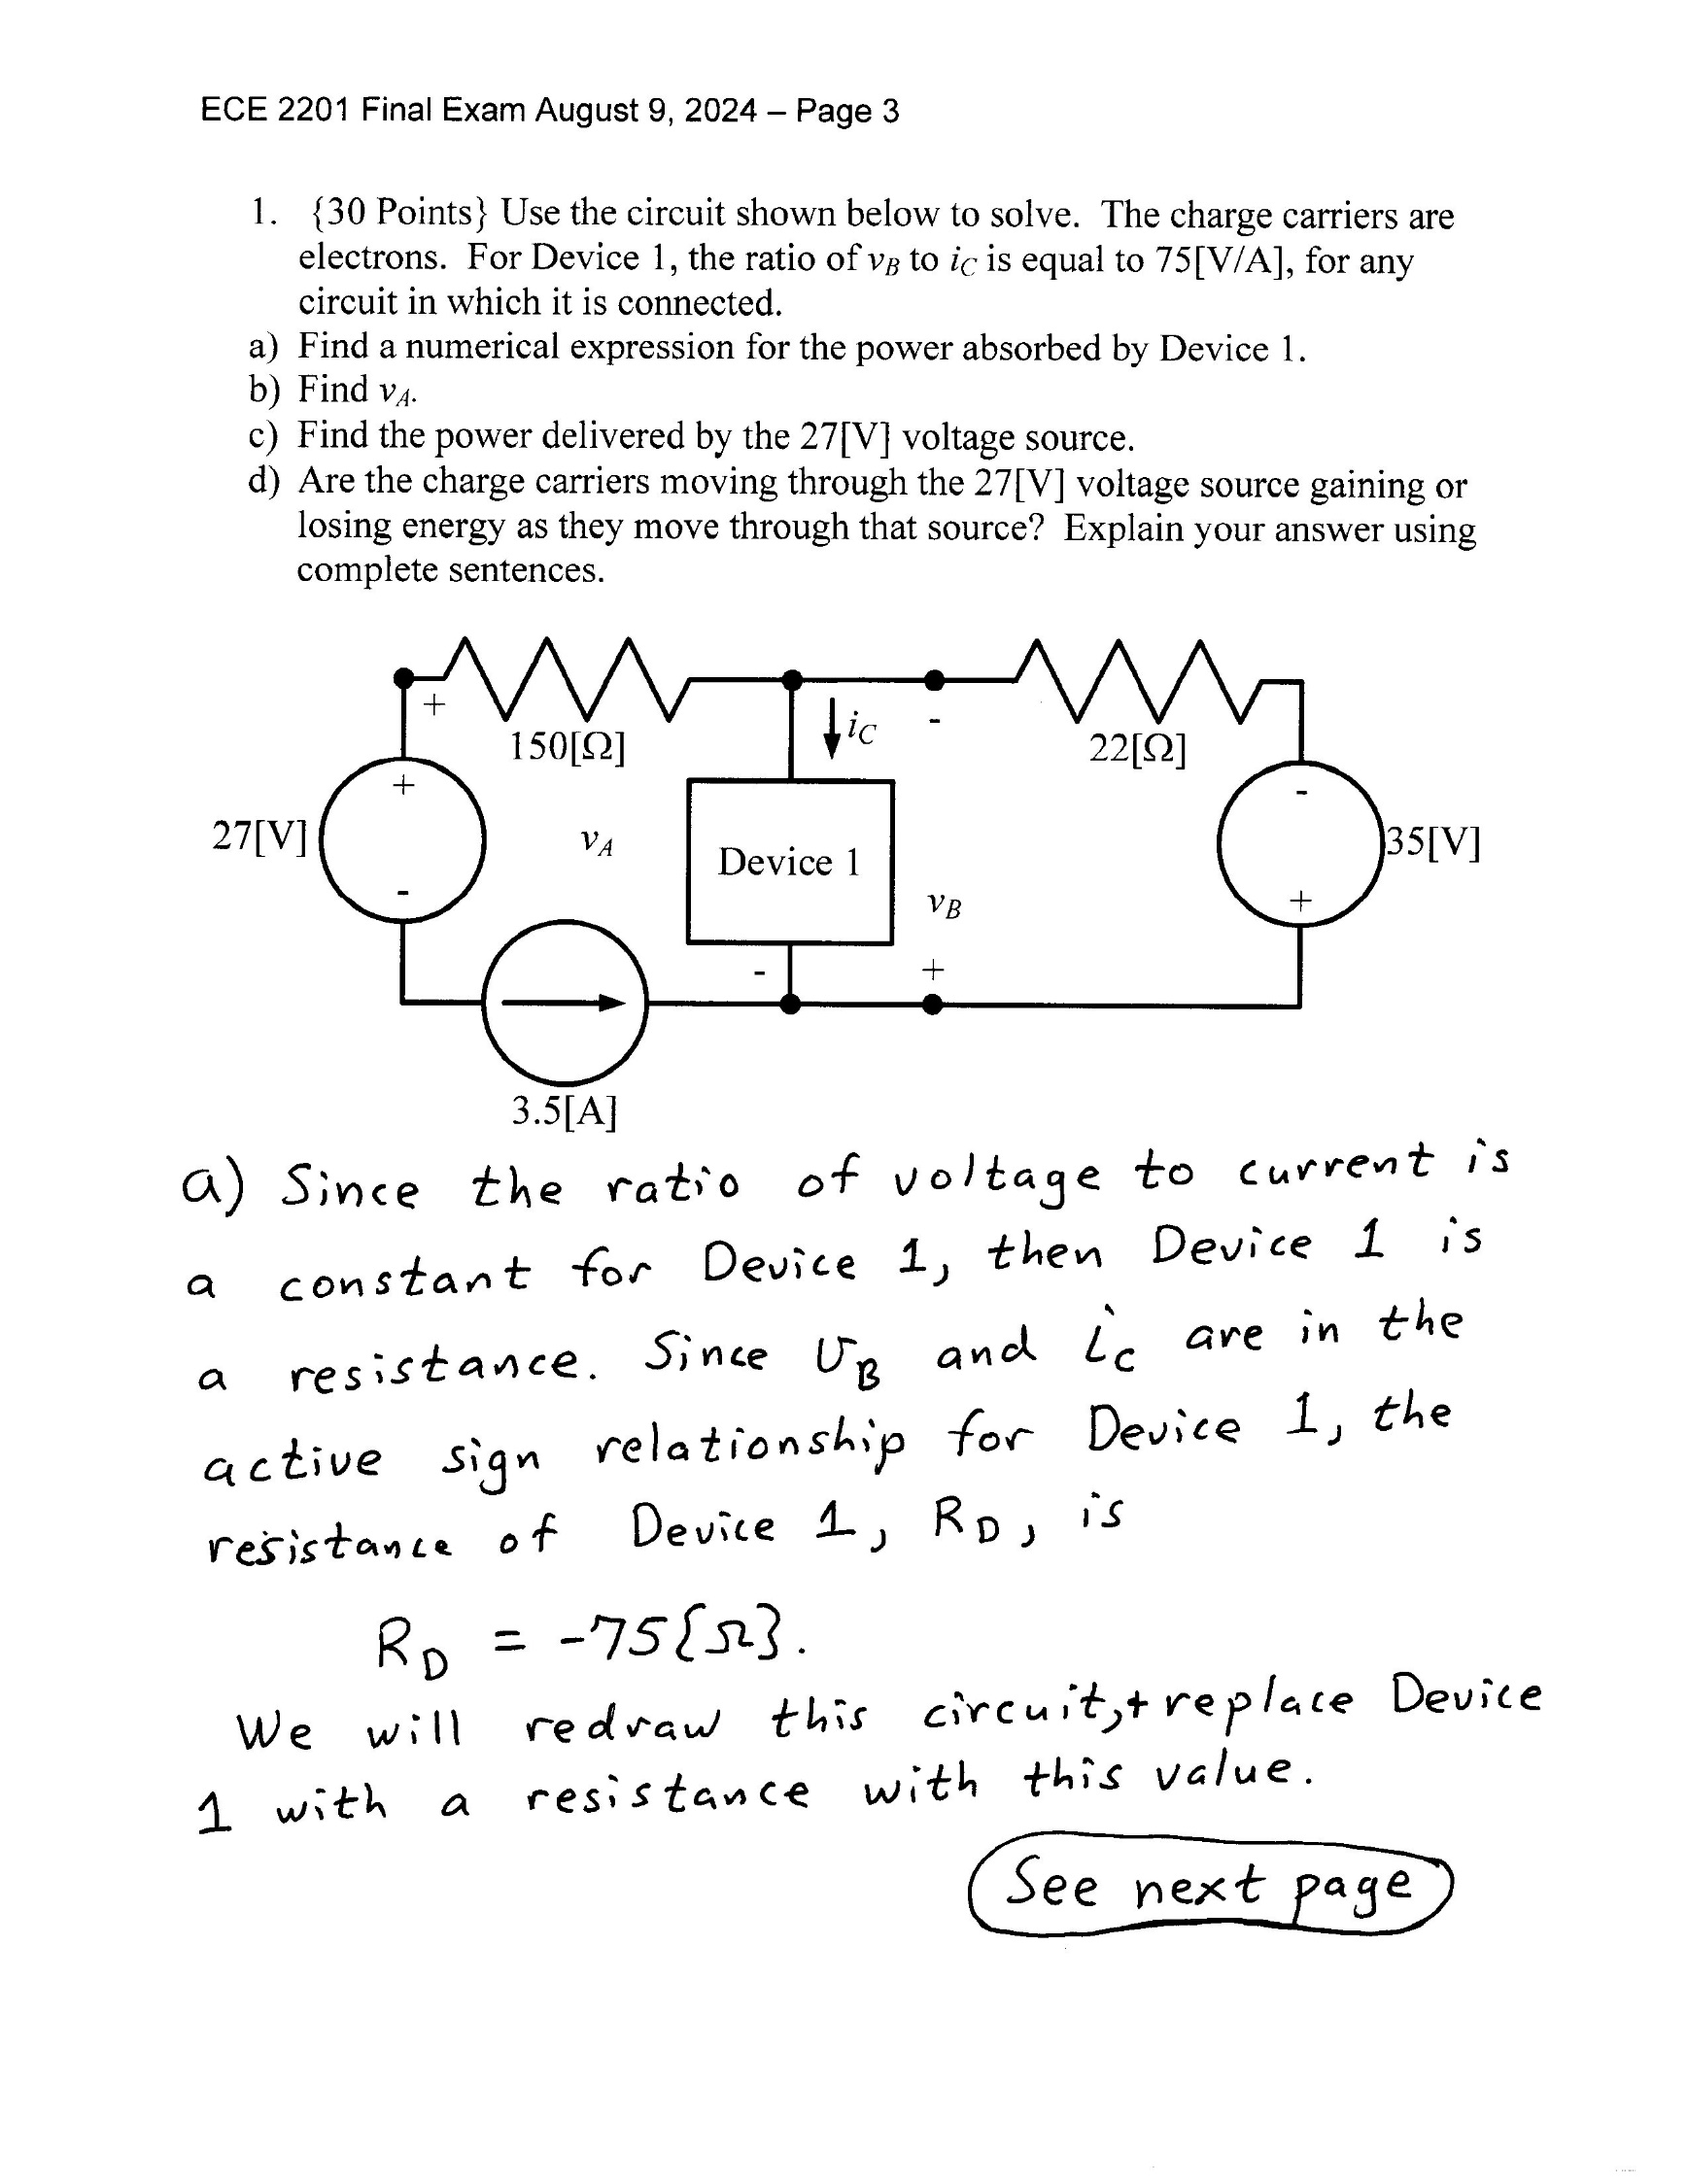 ECE 2201 Final Exam August 9, 2024 – Page 3
1. {30 Points} Use the circuit shown below to solve. The charge carriers are
electrons. For Device 1, the ratio of vB to iC is equal to 75[V/A], for any
circuit in which it is connected.
a) Find a numerical expression for the power absorbed by Device 1.
b) Find vA.
c) Find the power delivered by the 27[V] voltage source.
d) Are the charge carriers moving through the 27[V] voltage source gaining or
losing energy as they move through that source? Explain your answer using
complete sentences.
+
150[Ω]
iC
-
22[Ω]
+
-
27[V]
vA
Device 1
35[V]
-
vB
+
-
+
3.5[A]
a) Since the ratio of voltage to current is
a constant for Device 1, then Device 1 is
a resistance. Since vB and ic are in the
active sign relationship for Device 1, the
resistance of Device 1, RD, is
RD = -75{Ω}.
We will redraw this circuit,+ replace Device
1 with a resistance with this value.
See next page